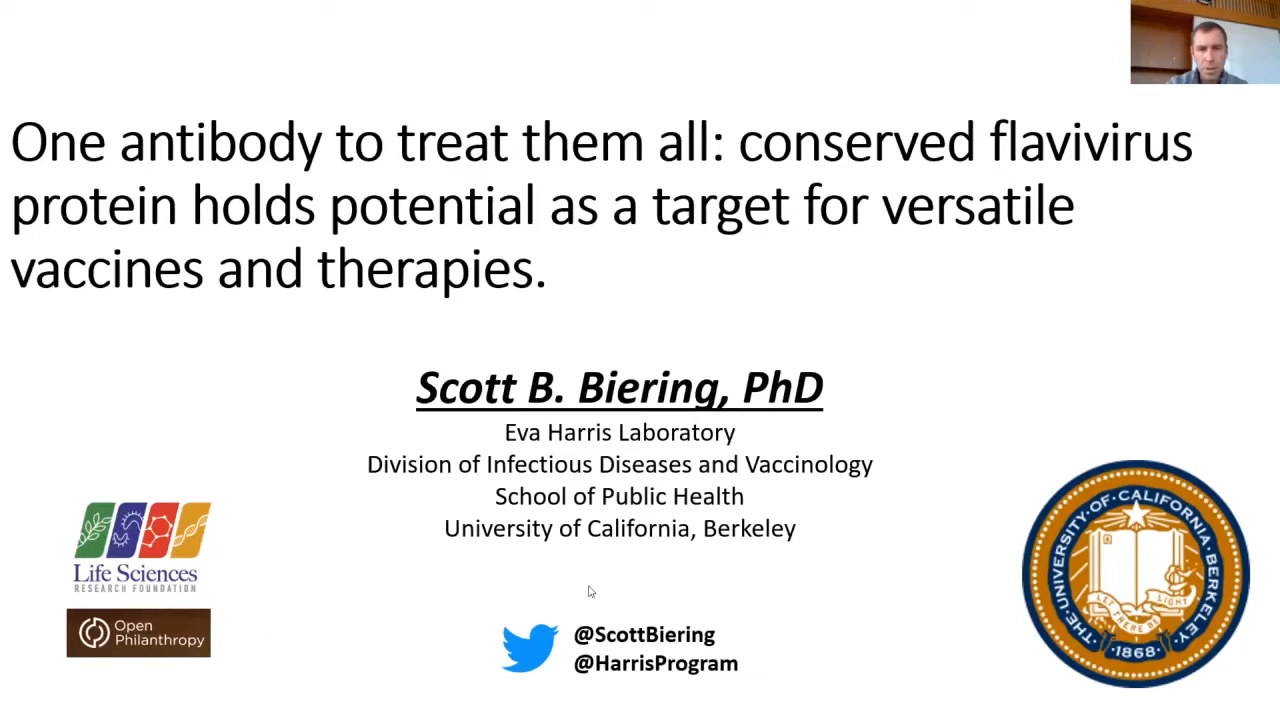 One antibody to treat them all: conserved flavivirus
protein holds potential as a target for versatile
vaccines and therapies.
Scott B. Biering, PhD
Eva Harris Laboratory
Division of Infectious Diseases and Vaccinology
School of Public Health
University of California, Berkeley
Life Sciences
RESEARCH FOUNDATION
Open
Philanthropy
@ScottBiering
@HarrisProgram
THE·UNIVERSITY·OF·CALIFORNIA·BERKELEY
LET THERE BE LIGHT
·1868·